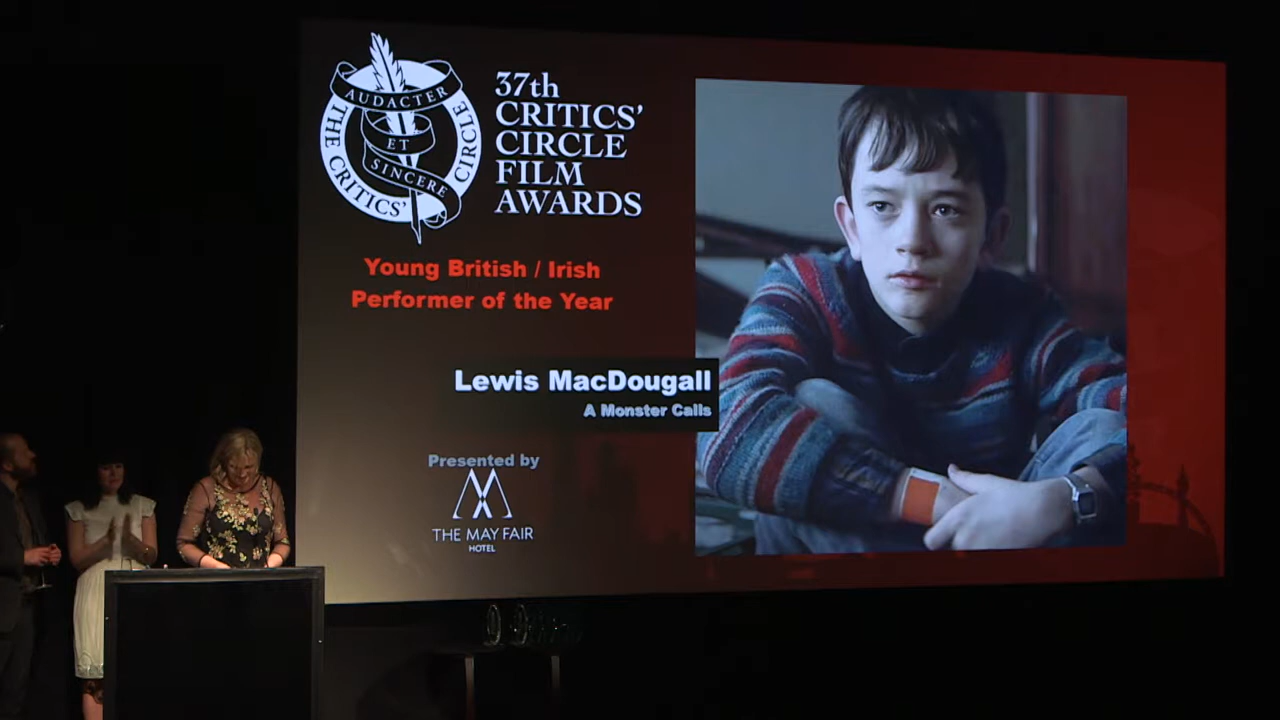 AUDACTER
ET
SINCERE
THE CRITICS' CIRCLE
37th
CRITICS'
CIRCLE
FILM
AWARDS
Young British / Irish
Performer of the Year
Lewis MacDougall
A Monster Calls
Presented by
THE MAY FAIR
HOTEL